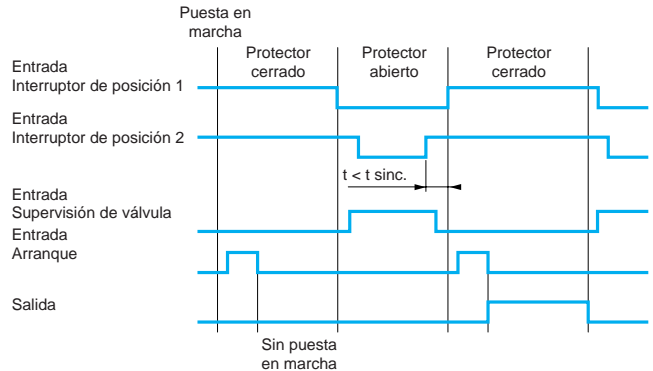 Puesta en
marcha
Protector
cerrado
Protector
abierto
Protector
cerrado
Entrada
Interruptor de posición 1
Entrada
Interruptor de posición 2
t < t sinc.
Entrada
Supervisión de válvula
Entrada
Arranque
Salida
Sin puesta
en marcha